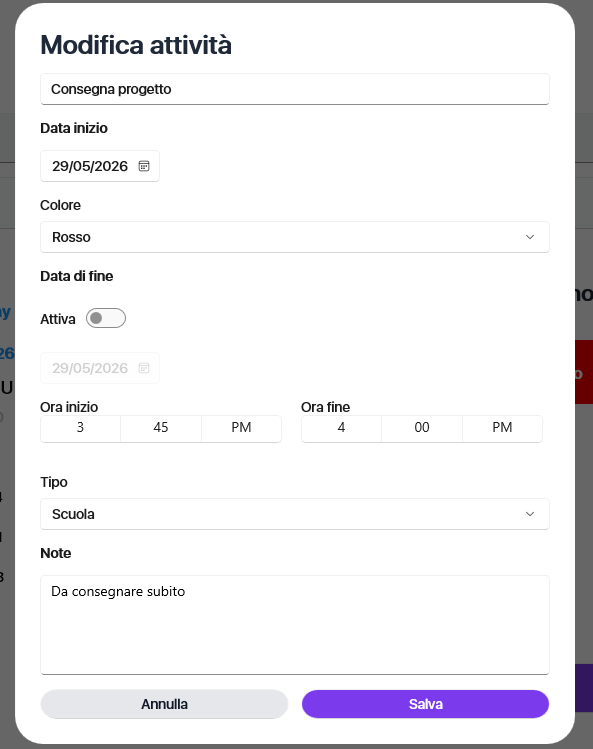 Modifica attività
Consegna progetto
Data inizio
29/05/2026
Colore
Rosso
Data di fine
Attiva
29/05/2026
Ora inizio
Ora fine
3 45 PM
4 00 PM
Tipo
Scuola
Note
Da consegnare subito
Annulla
Salva